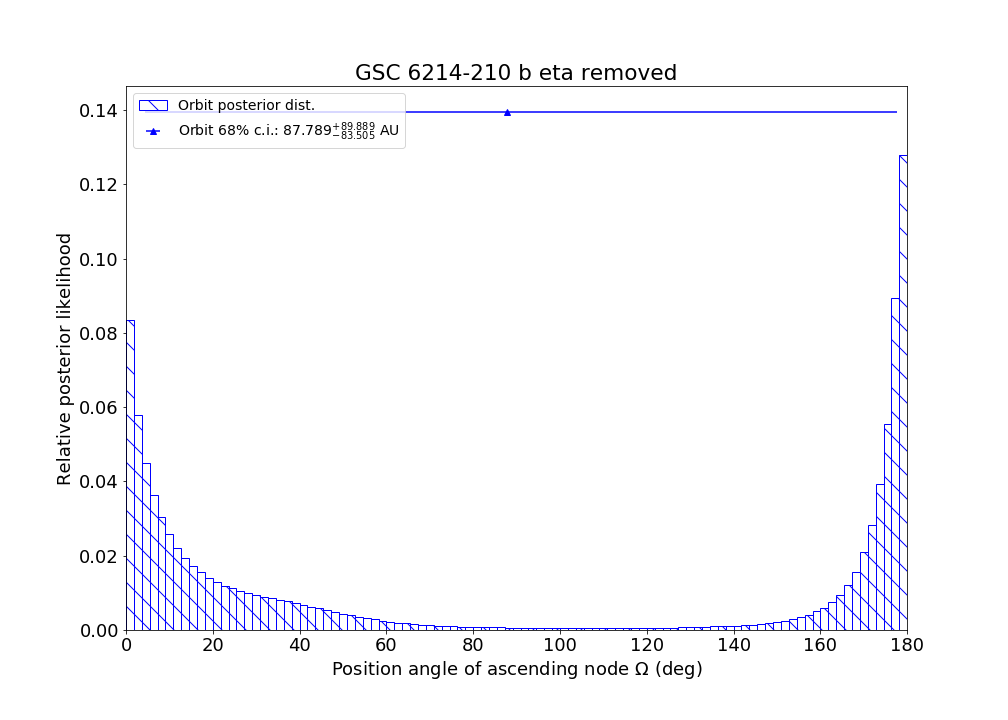 GSC 6214-210 b eta removed
Orbit posterior dist.
Orbit 68% c.i.: 87.789+89.889 −83.505 AU
0.14
0.12
0.10
0.08
0.06
0.04
0.02
0.00
Relative posterior likelihood
0 20 40 60 80 100 120 140 160 180
Position angle of ascending node Ω (deg)